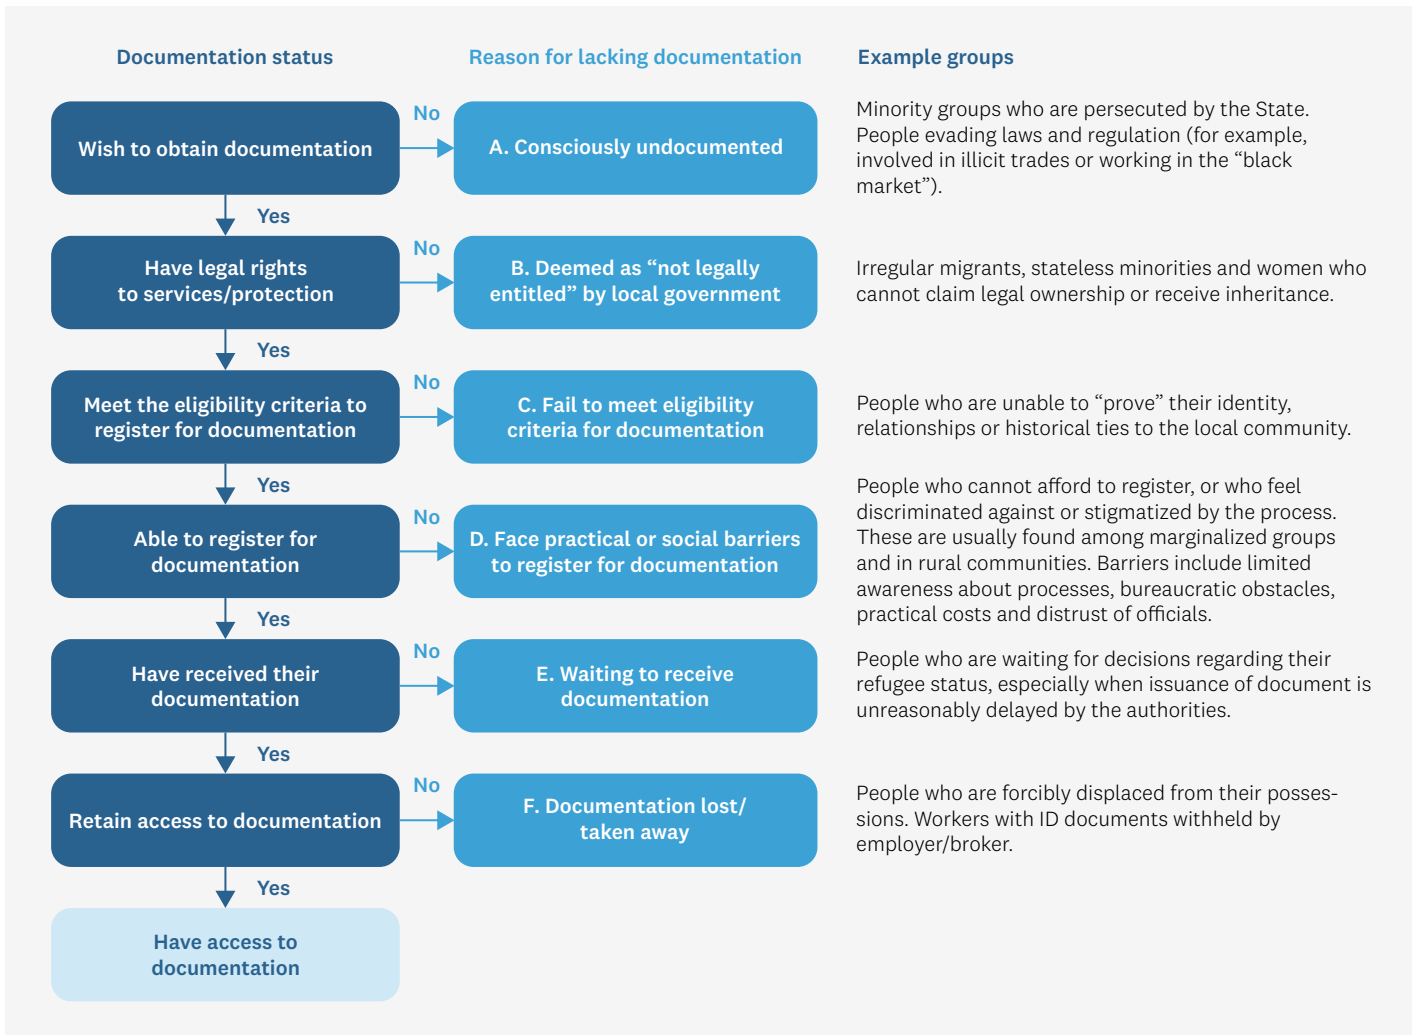 Documentation status
Reason for lacking documentation
Example groups
Wish to obtain documentation
No
A. Consciously undocumented
Minority groups who are persecuted by the State.
People evading laws and regulation (for example,
involved in illicit trades or working in the “black
market”).
Yes
Have legal rights
to services/protection
No
B. Deemed as “not legally
entitled” by local government
Irregular migrants, stateless minorities and women who
cannot claim legal ownership or receive inheritance.
Yes
Meet the eligibility criteria to
register for documentation
No
C. Fail to meet eligibility
criteria for documentation
People who are unable to “prove” their identity,
relationships or historical ties to the local community.
Yes
Able to register for
documentation
No
D. Face practical or social barriers
to register for documentation
People who cannot afford to register, or who feel
discriminated against or stigmatized by the process.
These are usually found among marginalized groups
and in rural communities. Barriers include limited
awareness about processes, bureaucratic obstacles,
practical costs and distrust of officials.
Yes
Have received their
documentation
No
E. Waiting to receive
documentation
People who are waiting for decisions regarding their
refugee status, especially when issuance of document is
unreasonably delayed by the authorities.
Yes
Retain access to documentation
No
F. Documentation lost/
taken away
People who are forcibly displaced from their posses-
sions. Workers with ID documents withheld by
employer/broker.
Yes
Have access to
documentation